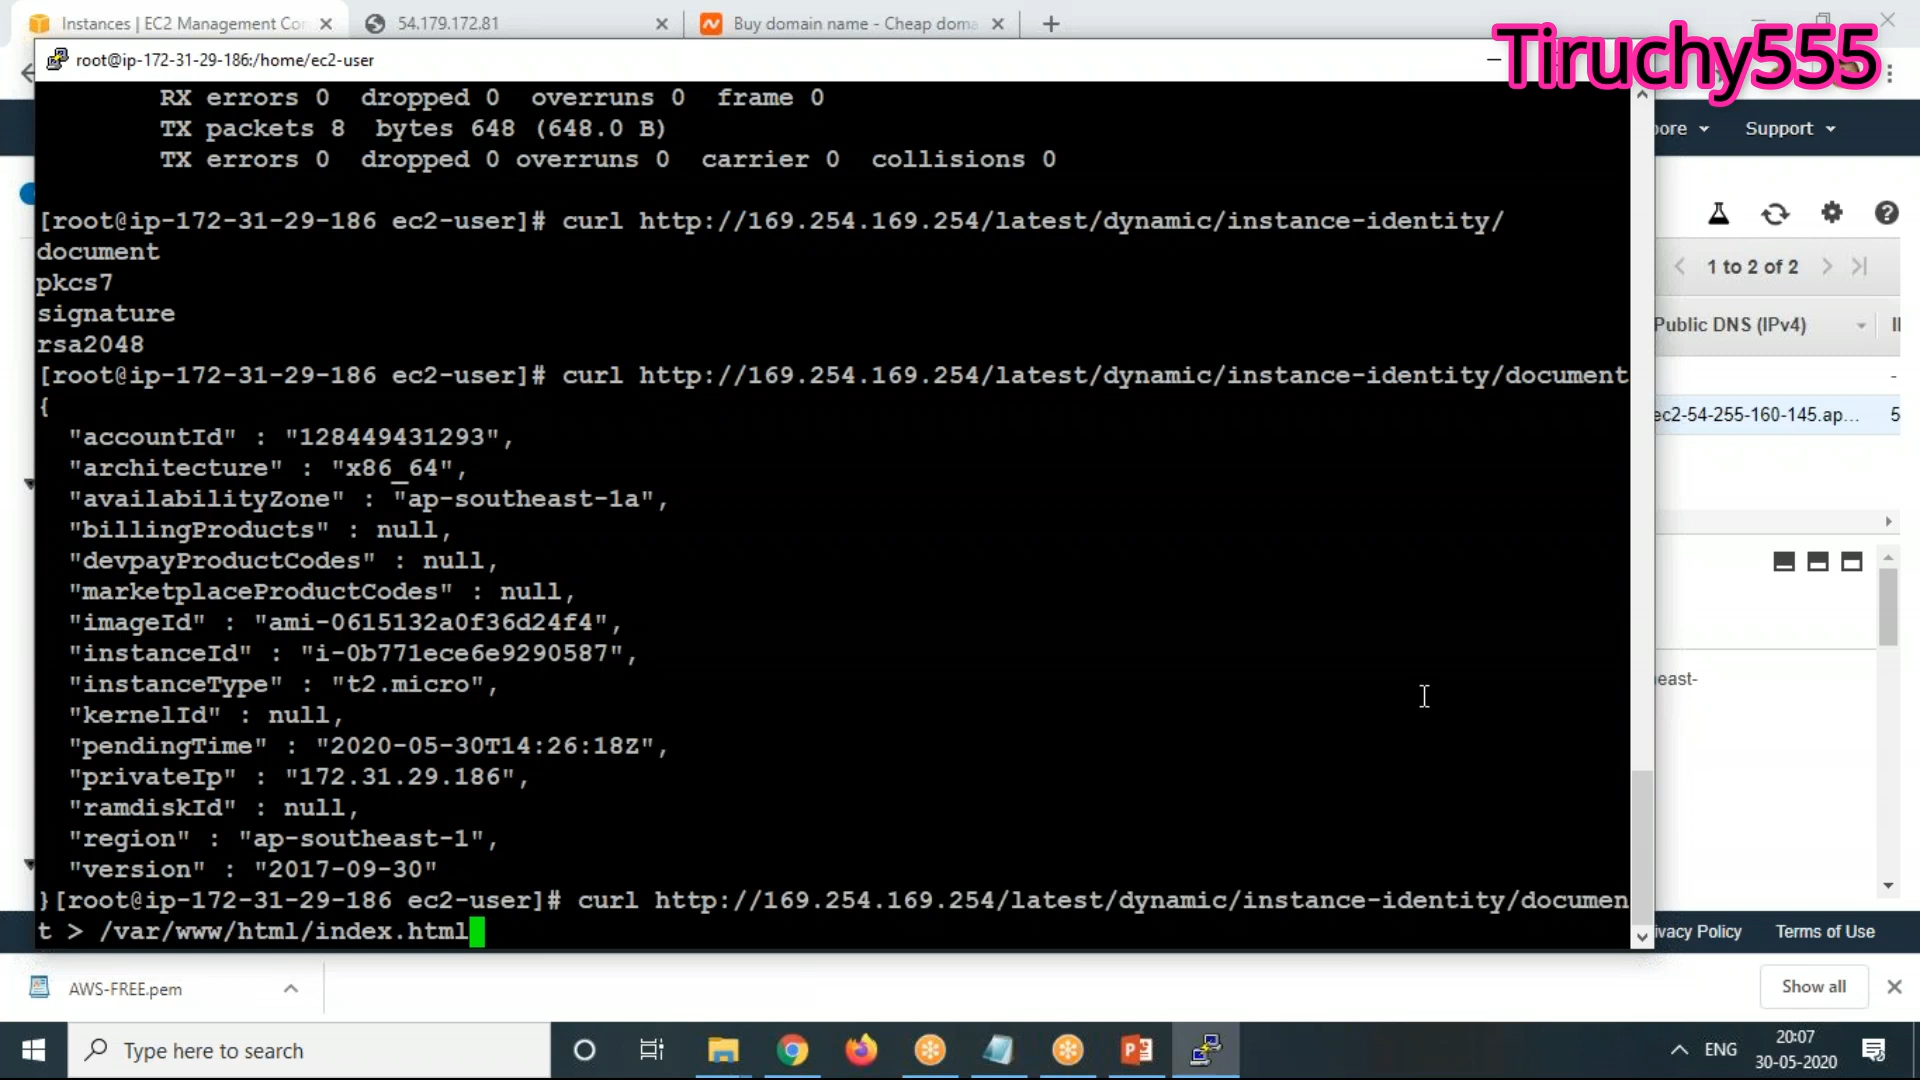 Instances | EC2 Management Con
54.179.172.81
Buy domain name - Cheap doma
Tiruchy555
root@ip-172-31-29-186:/home/ec2-user
RX errors 0  dropped 0  overruns 0  frame 0
TX packets 8  bytes 648 (648.0 B)
TX errors 0  dropped 0 overruns 0  carrier 0  collisions 0
Support
[root@ip-172-31-29-186 ec2-user]# curl http://169.254.169.254/latest/dynamic/instance-identity/
document
pkcs7
signature
rsa2048
1 to 2 of 2
Public DNS (IPv4)
[root@ip-172-31-29-186 ec2-user]# curl http://169.254.169.254/latest/dynamic/instance-identity/document
{
"accountId" : "128449431293",
"architecture" : "x86_64",
"availabilityZone" : "ap-southeast-1a",
"billingProducts" : null,
"devpayProductCodes" : null,
"marketplaceProductCodes" : null,
"imageId" : "ami-0615132a0f36d24f4",
"instanceId" : "i-0b771ece6e9290587",
"instanceType" : "t2.micro",
"kernelId" : null,
"pendingTime" : "2020-05-30T14:26:18Z",
"privateIp" : "172.31.29.186",
"ramdiskId" : null,
"region" : "ap-southeast-1",
"version" : "2017-09-30"
}[root@ip-172-31-29-186 ec2-user]# curl http://169.254.169.254/latest/dynamic/instance-identity/documen
t > /var/www/html/index.html
ec2-54-255-160-145.ap...
east-
ivacy Policy
Terms of Use
AWS-FREE.pem
Show all
Type here to search
ENG
20:07
30-05-2020